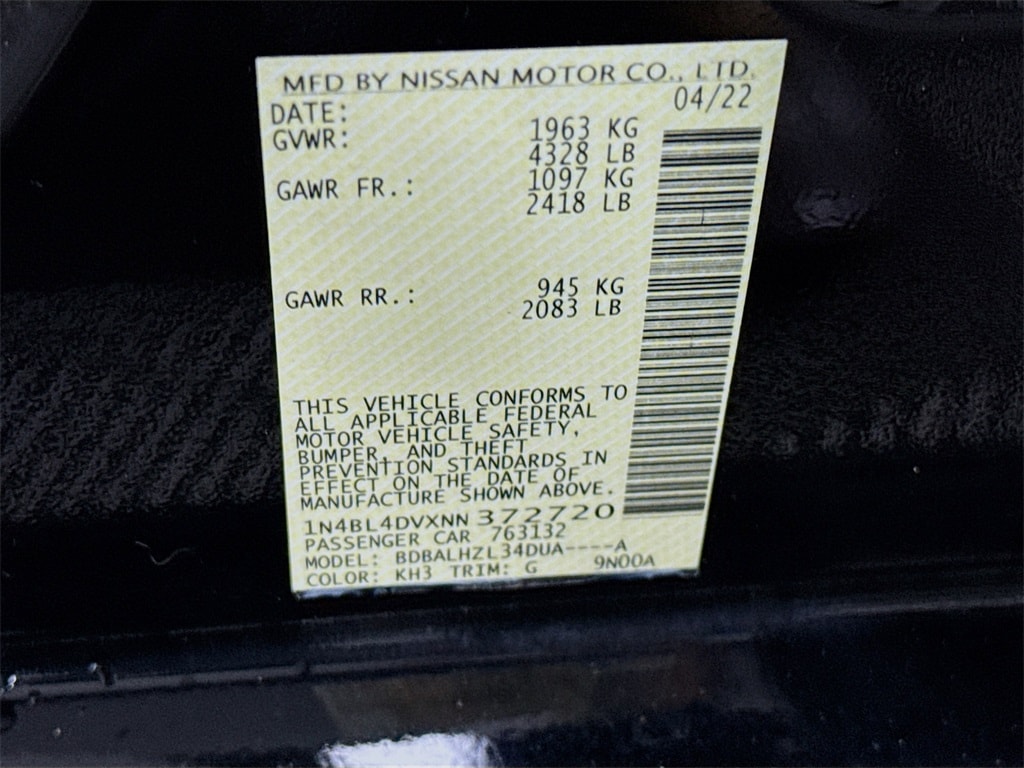 MFD BY NISSAN MOTOR CO., LTD.
DATE: 04/22
GVWR: 1963 KG
4328 LB
GAWR FR.: 1097 KG
2418 LB
GAWR RR.: 945 KG
2083 LB
THIS VEHICLE CONFORMS TO
ALL APPLICABLE FEDERAL
MOTOR VEHICLE SAFETY,
BUMPER, AND THEFT
PREVENTION STANDARDS IN
EFFECT ON THE DATE OF
MANUFACTURE SHOWN ABOVE.
1N4BL4DVXNN 372720
PASSENGER CAR 763132
MODEL: BDBALHZL34DUA----A
COLOR: KH3 TRIM: G 9N00A